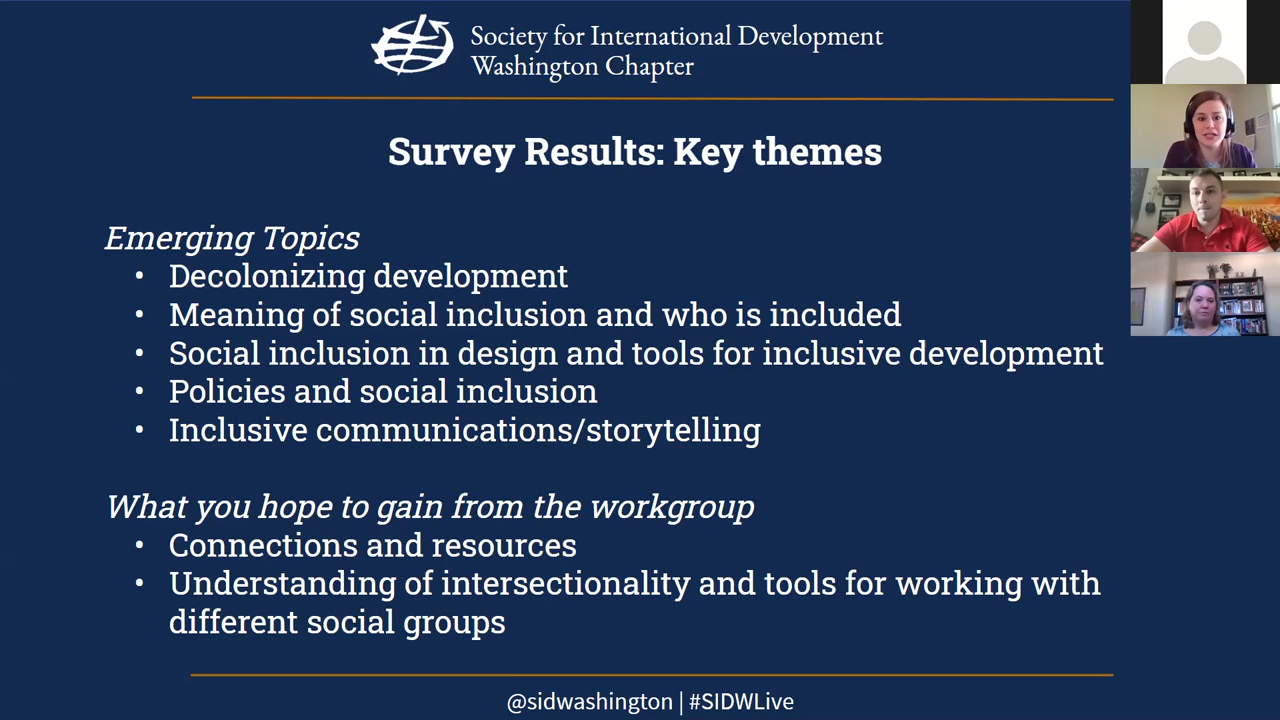 Society for International Development
Washington Chapter
Survey Results: Key themes
Emerging Topics
• Decolonizing development
• Meaning of social inclusion and who is included
• Social inclusion in design and tools for inclusive development
• Policies and social inclusion
• Inclusive communications/storytelling
What you hope to gain from the workgroup
• Connections and resources
• Understanding of intersectionality and tools for working with
different social groups
@sidwashington | #SIDWLive